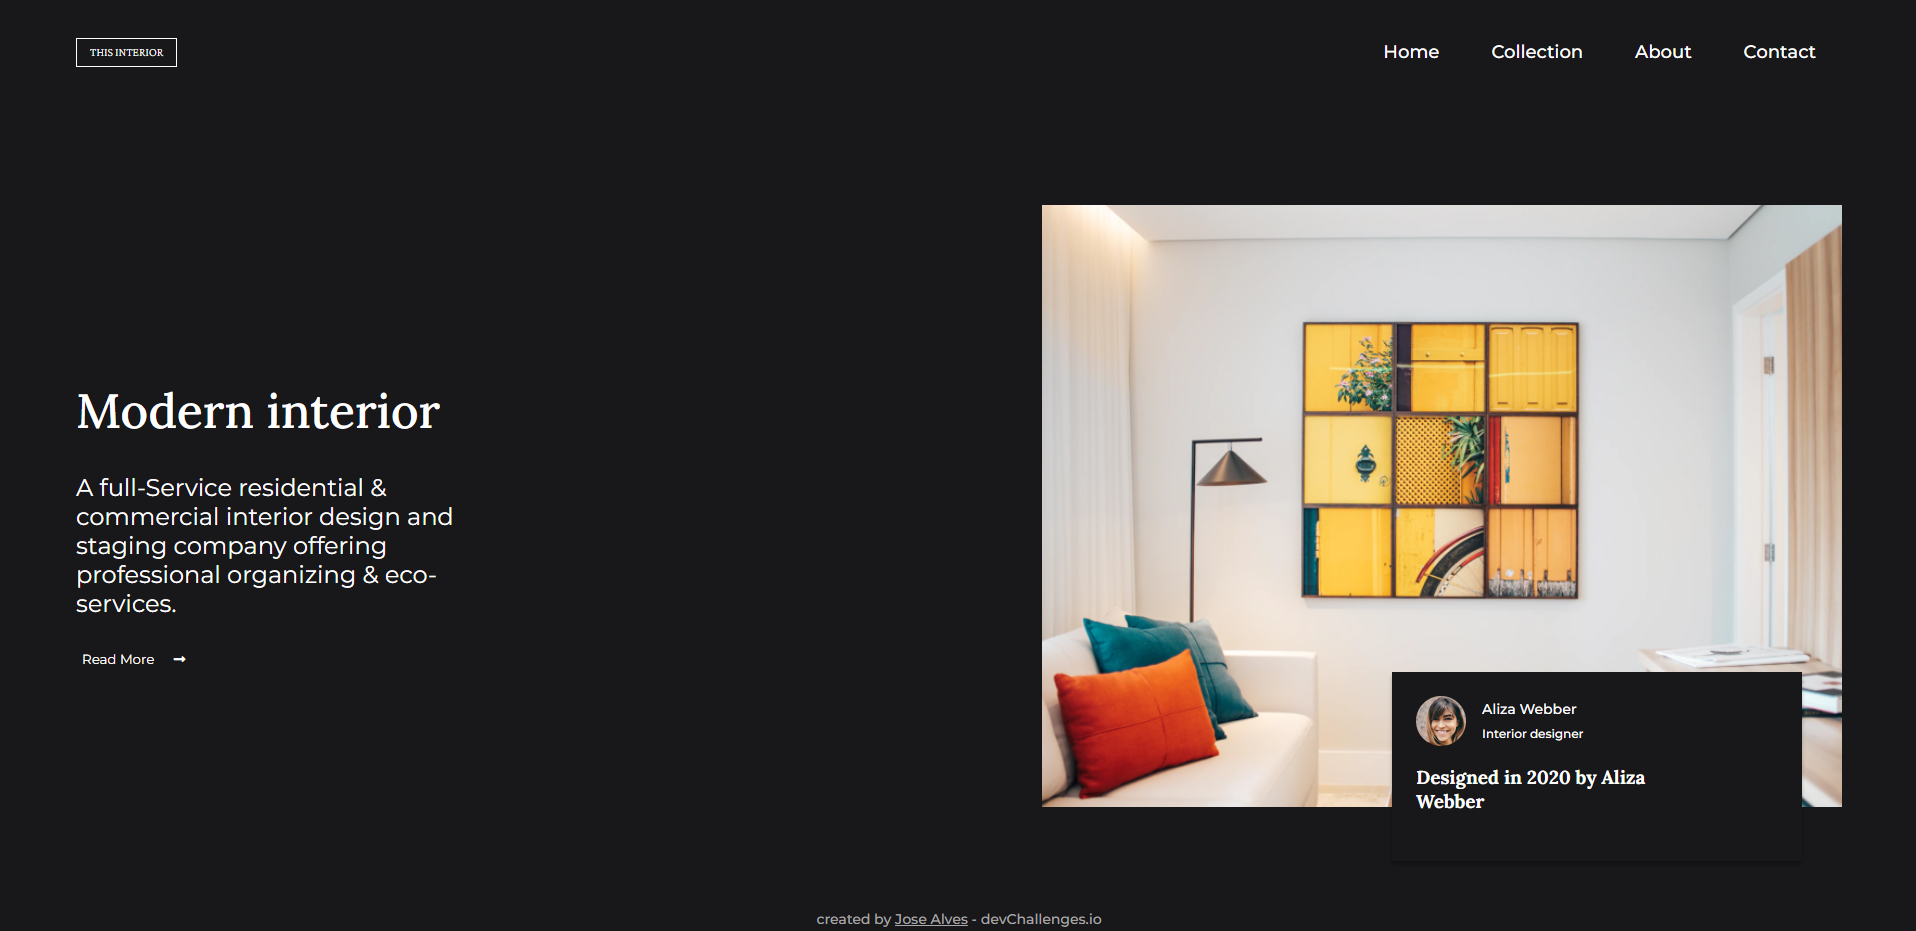 THIS INTERIOR
Home Collection About Contact
Modern interior
A full-Service residential &
commercial interior design and
staging company offering
professional organizing & eco-
services.
Read More
Aliza Webber
Interior designer
Designed in 2020 by Aliza
Webber
created by Jose Alves - devChallenges.io